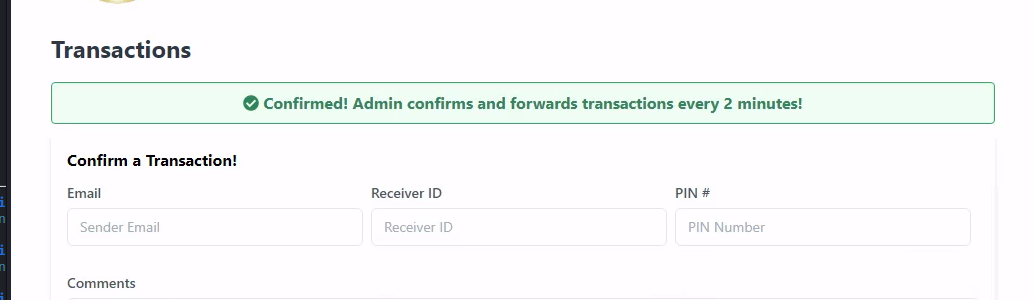 Transactions
Confirmed! Admin confirms and forwards transactions every 2 minutes!
Confirm a Transaction!
Email
Receiver ID
PIN #
Sender Email
Receiver ID
PIN Number
Comments